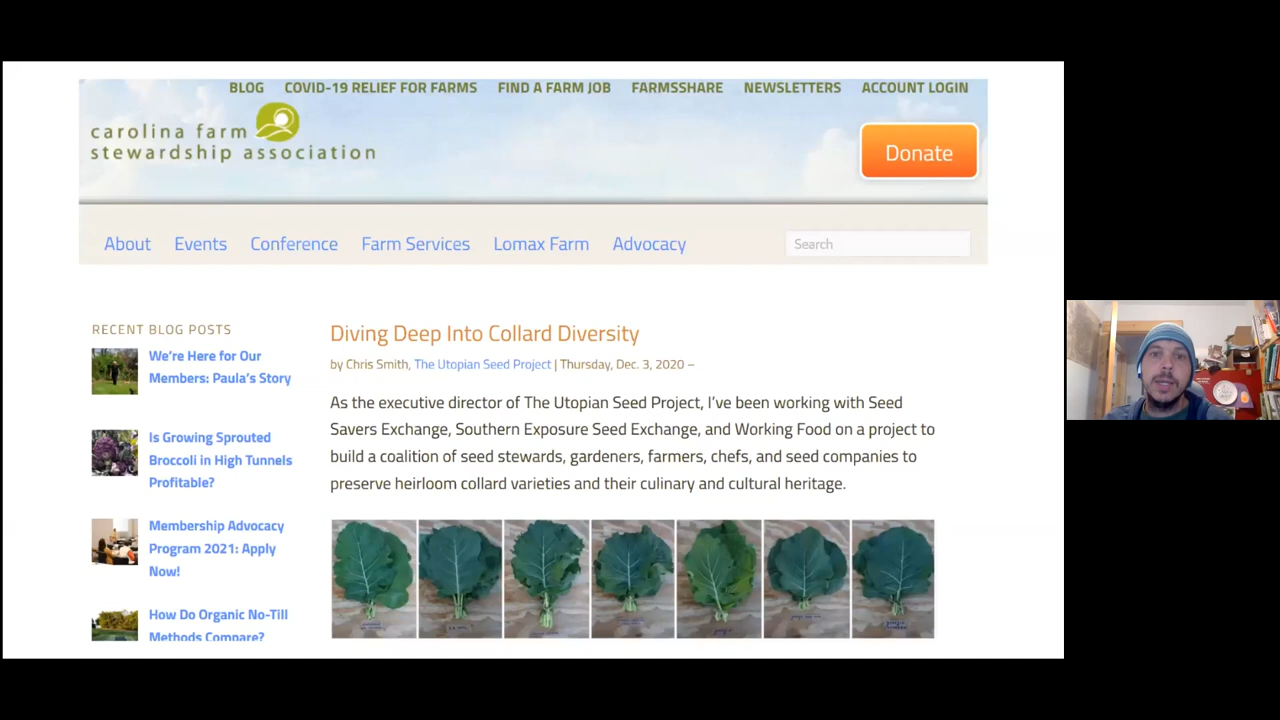 BLOG COVID-19 RELIEF FOR FARMS FIND A FARM JOB FARMSSHARE NEWSLETTERS ACCOUNT LOGIN
carolina farm
stewardship association
Donate
About Events Conference Farm Services Lomax Farm Advocacy
Search
RECENT BLOG POSTS
We're Here for Our
Members: Paula's Story
Is Growing Sprouted
Broccoli in High Tunnels
Profitable?
Membership Advocacy
Program 2021: Apply
Now!
How Do Organic No-Till
Methods Compare?
Diving Deep Into Collard Diversity
by Chris Smith, The Utopian Seed Project | Thursday, Dec. 3, 2020 –
As the executive director of The Utopian Seed Project, I've been working with Seed
Savers Exchange, Southern Exposure Seed Exchange, and Working Food on a project to
build a coalition of seed stewards, gardeners, farmers, chefs, and seed companies to
preserve heirloom collard varieties and their culinary and cultural heritage.